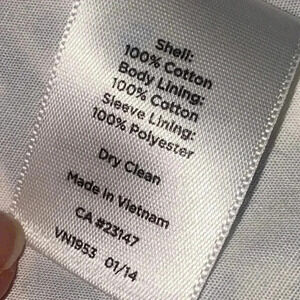 Shell:
100% Cotton
Body Lining:
100% Cotton
Sleeve Lining:
100% Polyester
Dry Clean
Made in Vietnam
CA #23147
VN1953 01/14